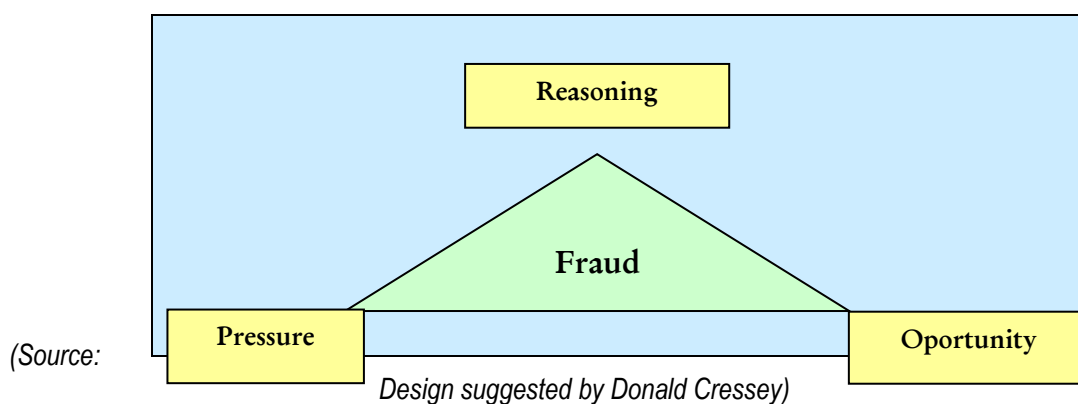 Reasoning
Fraud
Pressure
Oportunity
(Source:
Design suggested by Donald Cressey)